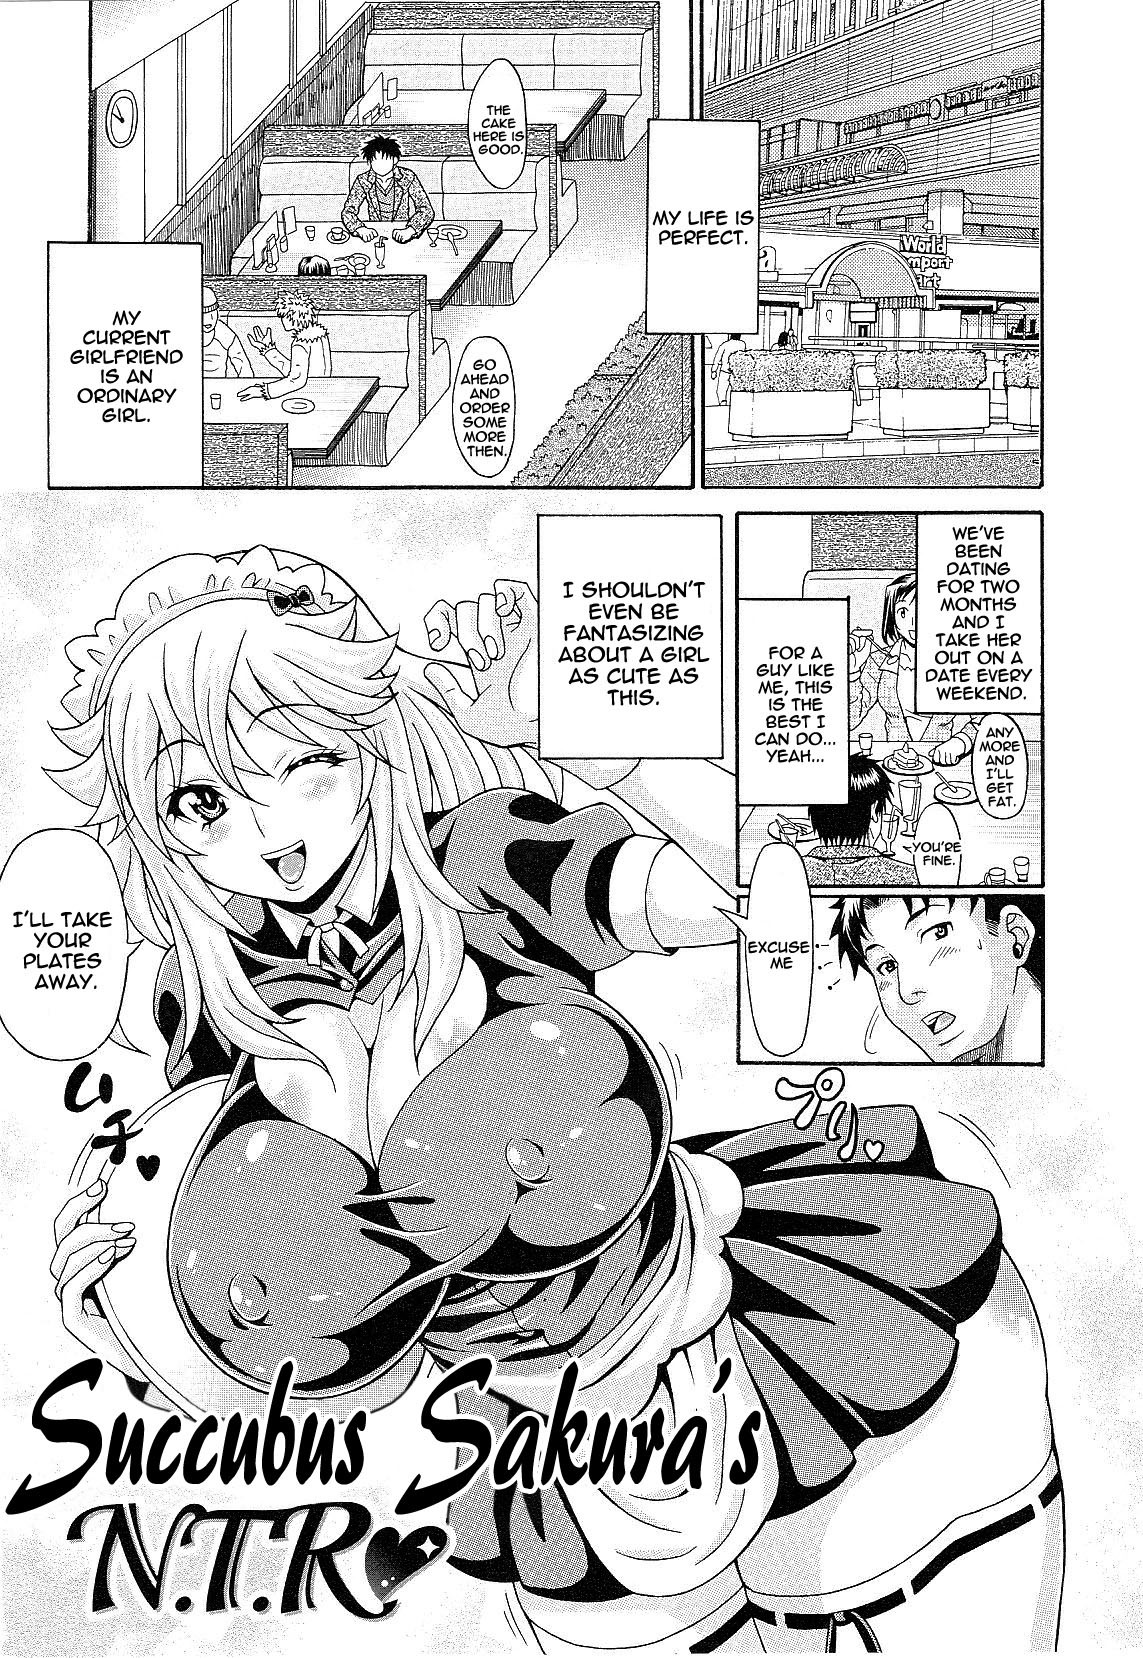 MY LIFE IS
PERFECT.
World
mport
rt
THE
CAKE
HERE IS
GOOD.
GO
AHEAD
AND
ORDER
SOME
MORE
THEN.
MY
CURRENT
GIRLFRIEND
IS AN
ORDINARY
GIRL.
WE'VE
BEEN
DATING
FOR TWO
MONTHS
AND I
TAKE HER
OUT ON A
DATE EVERY
WEEKEND.
ANY
MORE
AND
I'LL
GET
FAT.
YOU'RE
FINE.
FOR A
GUY LIKE
ME, THIS
IS THE
BEST I
CAN DO...
YEAH...
EXCUSE
ME
I SHOULDN'T
EVEN BE
FANTASIZING
ABOUT A GIRL
AS CUTE AS
THIS.
I'LL TAKE
YOUR
PLATES
AWAY.
プリ♥
ハチ♥
Succubus Sakura's
N.T.R♥